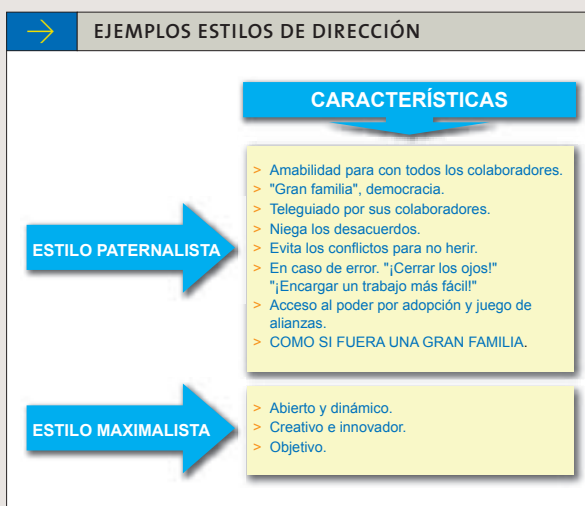 EJEMPLOS ESTILOS DE DIRECCIÓN
CARACTERÍSTICAS
ESTILO PATERNALISTA
> Amabilidad para con todos los colaboradores.
> "Gran familia", democracia.
> Teleguiado por sus colaboradores.
> Niega los desacuerdos.
> Evita los conflictos para no herir.
> En caso de error. "¡Cerrar los ojos!"
"¡Encargar un trabajo más fácil!"
> Acceso al poder por adopción y juego de
alianzas.
> COMO SI FUERA UNA GRAN FAMILIA.
ESTILO MAXIMALISTA
> Abierto y dinámico.
> Creativo e innovador.
> Objetivo.